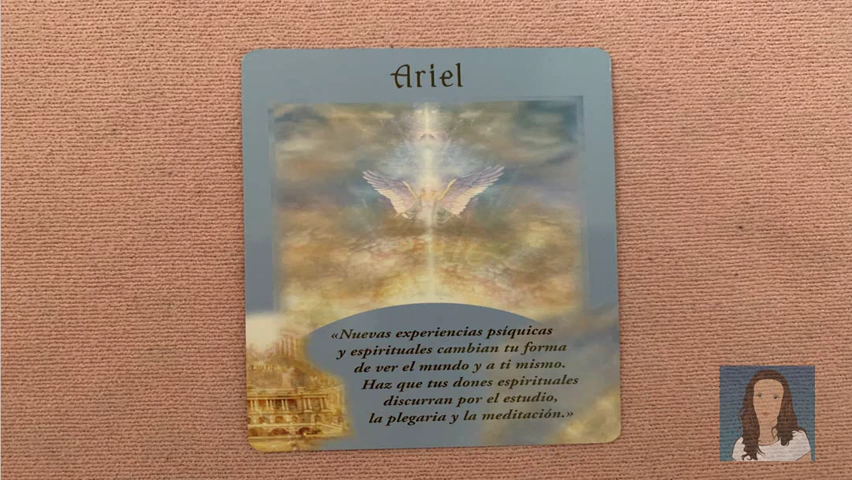 Ariel
«Nuevas experiencias psíquicas
y espirituales cambian tu forma
de ver el mundo y a ti mismo.
Haz que tus dones espirituales
discurran por el estudio,
la plegaria y la meditación.»